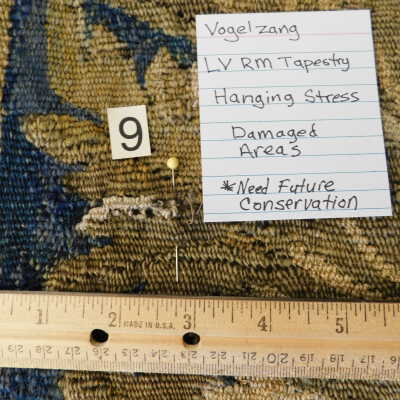 Vogelzang
LV Rm Tapestry
Hanging Stress
Damaged
Areas
*Need Future
Conservation
9
1 2 MADE IN U.S.A. 3 4 5